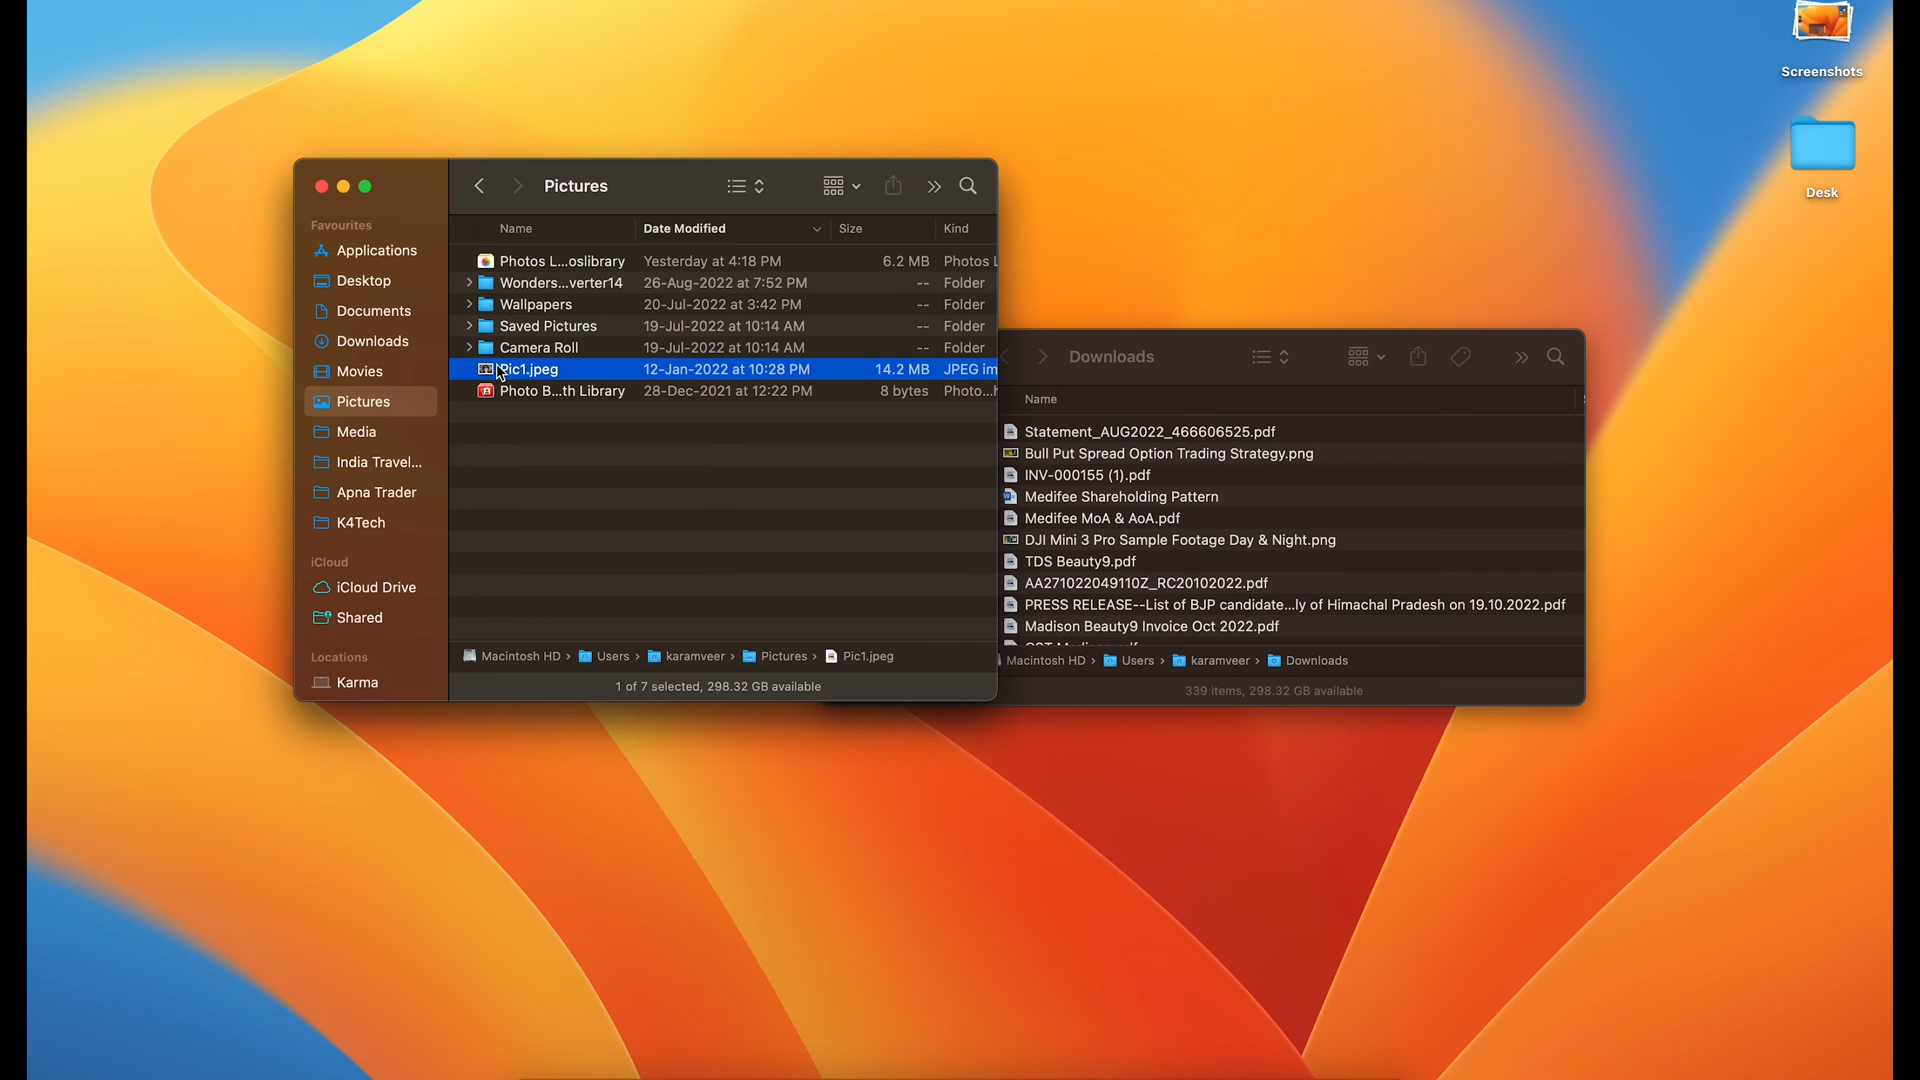 Screenshots
Desk
Pictures
Favourites
Applications
Desktop
Documents
Downloads
Movies
Pictures
Media
India Travel...
Apna Trader
K4Tech
iCloud
iCloud Drive
Shared
Locations
Karma
Name Date Modified Size Kind
Photos L...oslibrary Yesterday at 4:18 PM 6.2 MB Photos L
Wonders...verter14 26-Aug-2022 at 7:52 PM -- Folder
Wallpapers 20-Jul-2022 at 3:42 PM -- Folder
Saved Pictures 19-Jul-2022 at 10:14 AM -- Folder
Camera Roll 19-Jul-2022 at 10:14 AM -- Folder
Pic1.jpeg 12-Jan-2022 at 10:28 PM 14.2 MB JPEG im
Photo B...th Library 28-Dec-2021 at 12:22 PM 8 bytes Photo...h
Macintosh HD › Users › karamveer › Pictures › Pic1.jpeg
1 of 7 selected, 298.32 GB available
Downloads
Name
Statement_AUG2022_466606525.pdf
Bull Put Spread Option Trading Strategy.png
INV-000155 (1).pdf
Medifee Shareholding Pattern
Medifee MoA & AoA.pdf
DJI Mini 3 Pro Sample Footage Day & Night.png
TDS Beauty9.pdf
AA271022049110Z_RC20102022.pdf
PRESS RELEASE--List of BJP candidate...ly of Himachal Pradesh on 19.10.2022.pdf
Madison Beauty9 Invoice Oct 2022.pdf
Macintosh HD › Users › karamveer › Downloads
339 items, 298.32 GB available